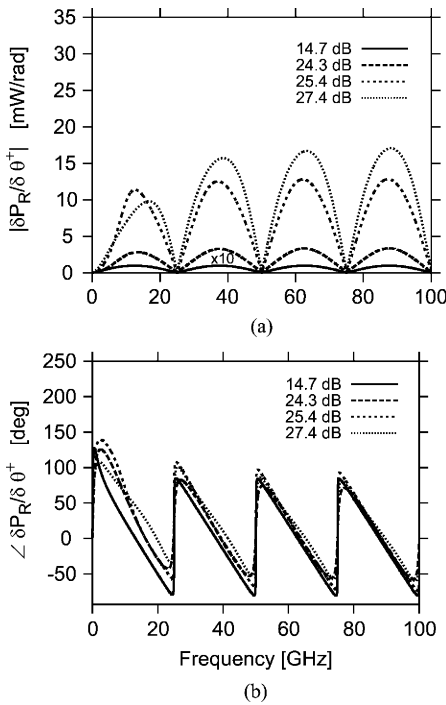 35
30
25
20
15
10
5
0
|δP_R/δ θ⁺| [mW/rad]
14.7 dB
24.3 dB
25.4 dB
27.4 dB
x10
0 20 40 60 80 100
(a)
250
200
150
100
50
0
-50
∠ δP_R/δ θ⁺ [deg]
14.7 dB
24.3 dB
25.4 dB
27.4 dB
0 20 40 60 80 100
Frequency [GHz]
(b)